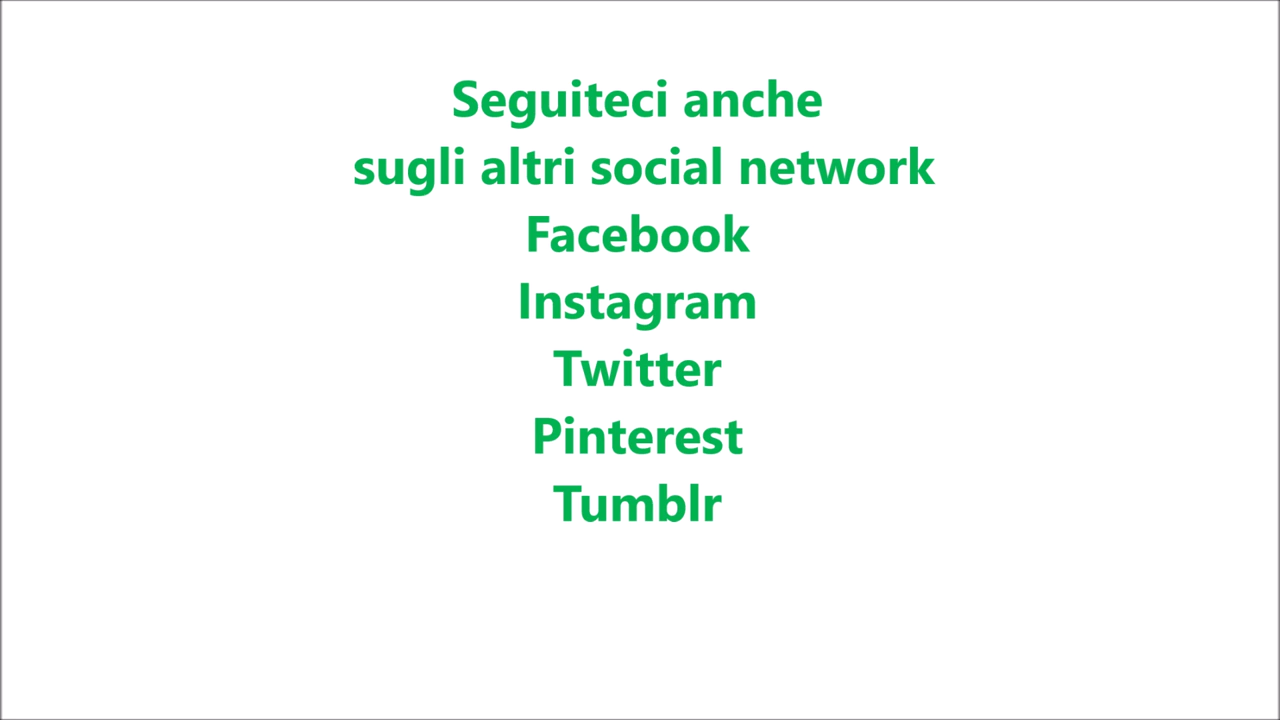 Seguiteci anche
sugli altri social network
Facebook
Instagram
Twitter
Pinterest
Tumblr